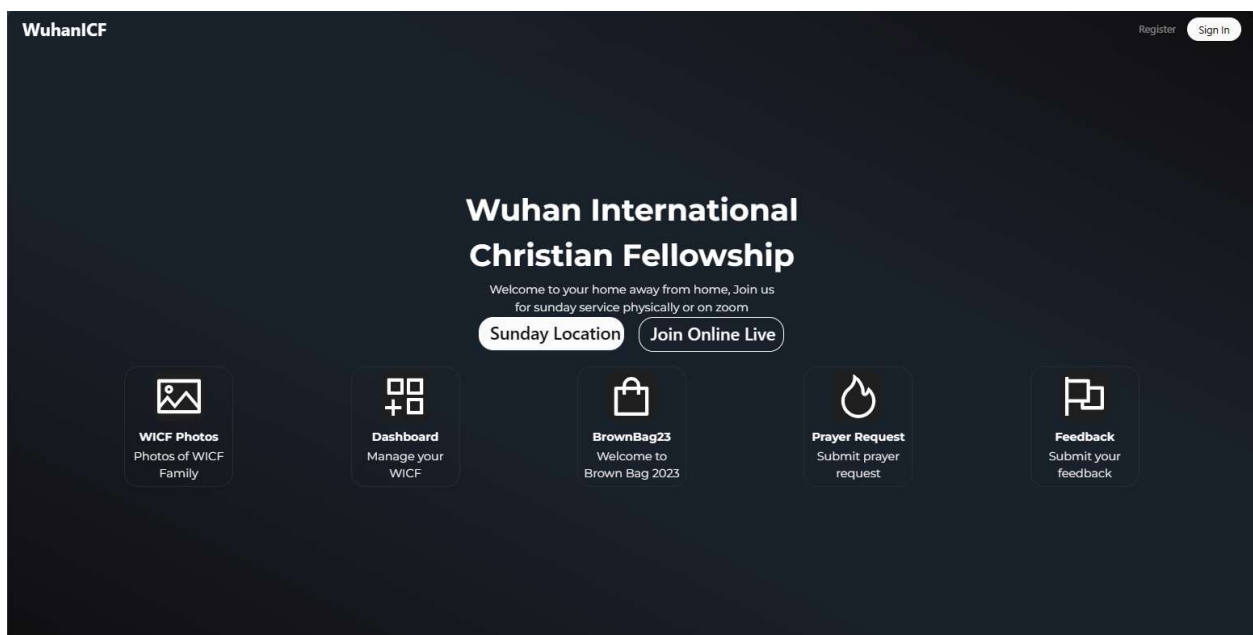 WuhanICF
Register
Sign In
Wuhan International
Christian Fellowship
Welcome to your home away from home, Join us
for sunday service physically or on zoom
Sunday Location
Join Online Live
WICF Photos
Photos of WICF
Family
Dashboard
Manage your
WICF
BrownBag23
Welcome to
Brown Bag 2023
Prayer Request
Submit prayer
request
Feedback
Submit your
feedback